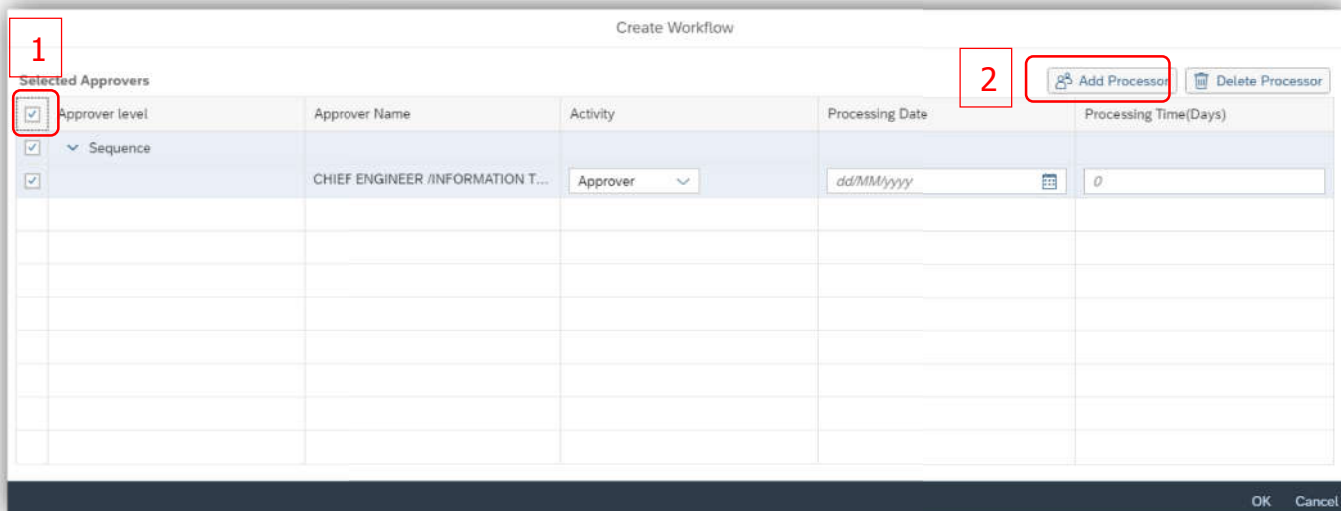 Create Workflow
1
Selected Approvers
2
Add Processor
Delete Processor
Approver level
Approver Name
Activity
Processing Date
Processing Time(Days)
Sequence
CHIEF ENGINEER /INFORMATION T...
Approver
dd/MM/yyyy
0
OK
Cancel